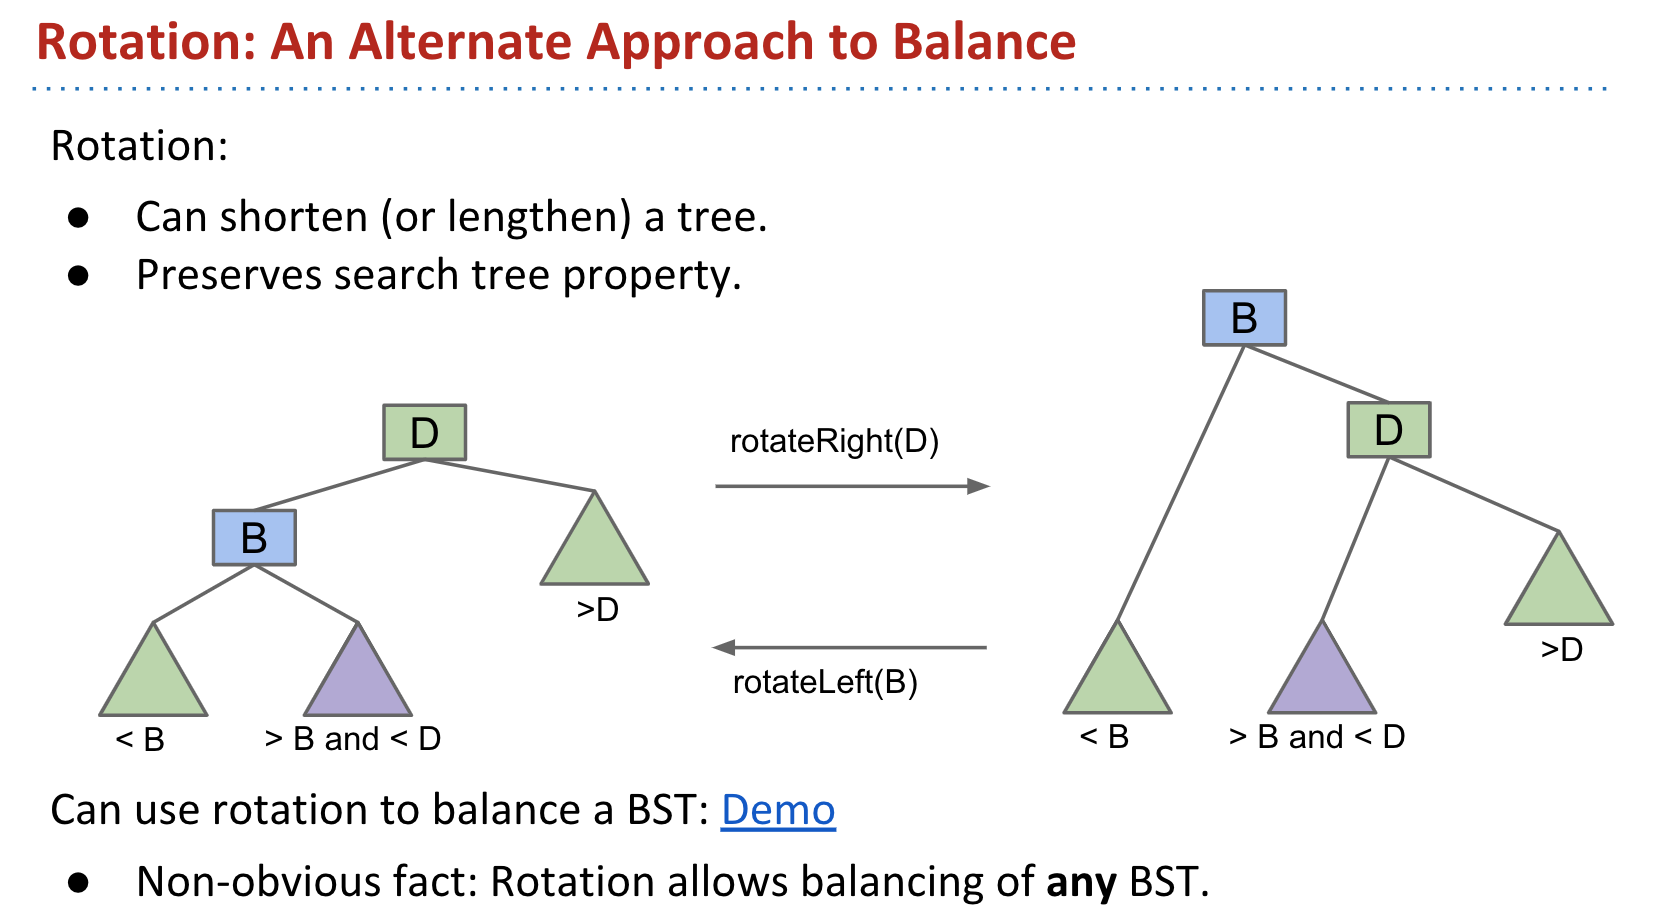 Rotation: An Alternate Approach to Balance
Rotation:
● Can shorten (or lengthen) a tree.
● Preserves search tree property.
D
B
>D
< B
> B and < D
rotateRight(D)
rotateLeft(B)
B
D
>D
< B
> B and < D
Can use rotation to balance a BST: Demo
● Non-obvious fact: Rotation allows balancing of any BST.